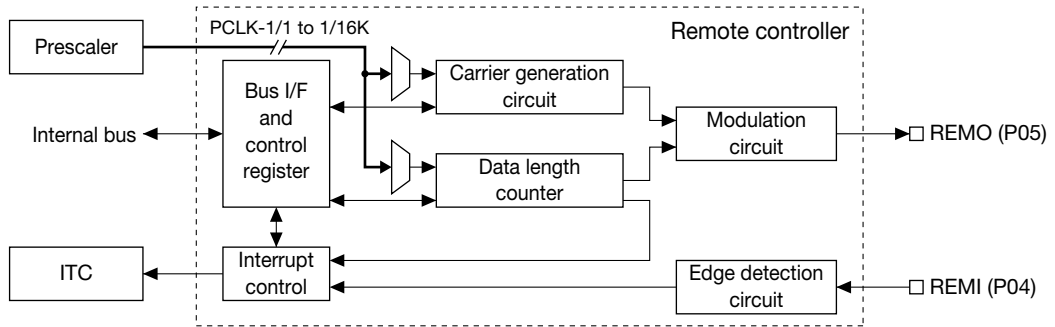 PCLK-1/1 to 1/16K
Remote controller
Prescaler
Bus I/F
and
control
register
Carrier generation
circuit
Internal bus
Modulation
circuit
REMO (P05)
Data length
counter
ITC
Interrupt
control
Edge detection
circuit
REMI (P04)